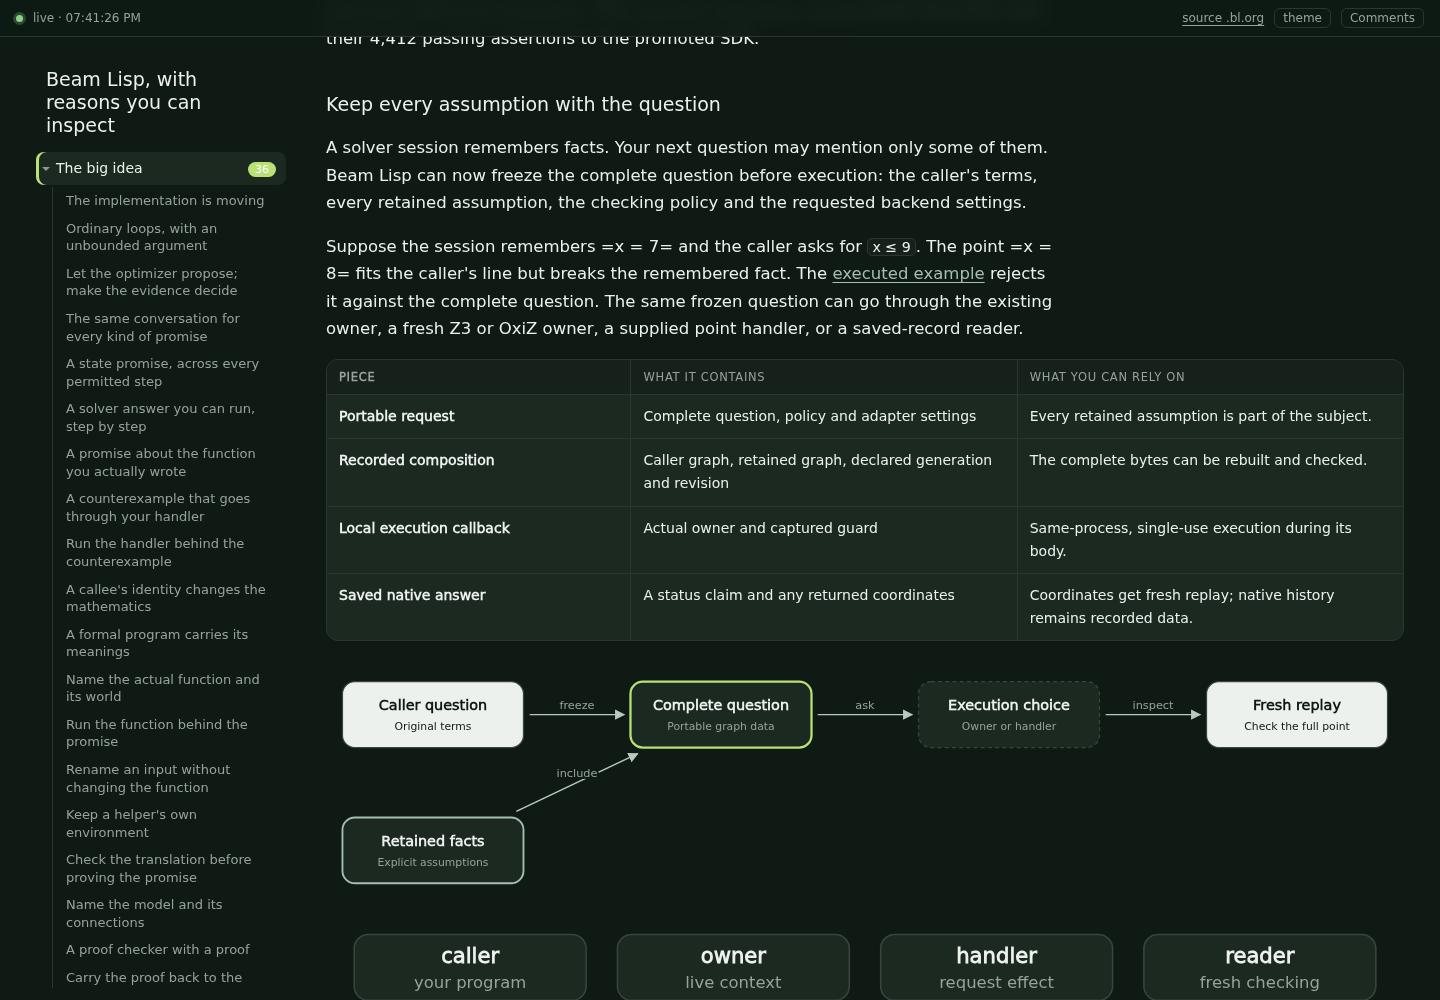 live · 07:41:26 PM
source .bl.org
theme
Comments
their 4,412 passing assertions to the promoted SDK.
Beam Lisp, with
reasons you can
inspect
The big idea
36
The implementation is moving
Ordinary loops, with an
unbounded argument
Let the optimizer propose;
make the evidence decide
The same conversation for
every kind of promise
A state promise, across every
permitted step
A solver answer you can run,
step by step
A promise about the function
you actually wrote
A counterexample that goes
through your handler
Run the handler behind the
counterexample
A callee's identity changes the
mathematics
A formal program carries its
meanings
Name the actual function and
its world
Run the function behind the
promise
Rename an input without
changing the function
Keep a helper's own
environment
Check the translation before
proving the promise
Name the model and its
connections
A proof checker with a proof
Carry the proof back to the
Keep every assumption with the question
A solver session remembers facts. Your next question may mention only some of them.
Beam Lisp can now freeze the complete question before execution: the caller's terms,
every retained assumption, the checking policy and the requested backend settings.
Suppose the session remembers =x = 7= and the caller asks for x ≤ 9. The point =x =
8= fits the caller's line but breaks the remembered fact. The executed example rejects
it against the complete question. The same frozen question can go through the existing
owner, a fresh Z3 or OxiZ owner, a supplied point handler, or a saved-record reader.
PIECE
WHAT IT CONTAINS
WHAT YOU CAN RELY ON
Portable request
Complete question, policy and adapter settings
Every retained assumption is part of the subject.
Recorded composition
Caller graph, retained graph, declared generation
and revision
The complete bytes can be rebuilt and checked.
Local execution callback
Actual owner and captured guard
Same-process, single-use execution during its
body.
Saved native answer
A status claim and any returned coordinates
Coordinates get fresh replay; native history
remains recorded data.
Caller question
Original terms
freeze
Complete question
Portable graph data
ask
Execution choice
Owner or handler
inspect
Fresh replay
Check the full point
include
Retained facts
Explicit assumptions
caller
your program
owner
live context
handler
request effect
reader
fresh checking